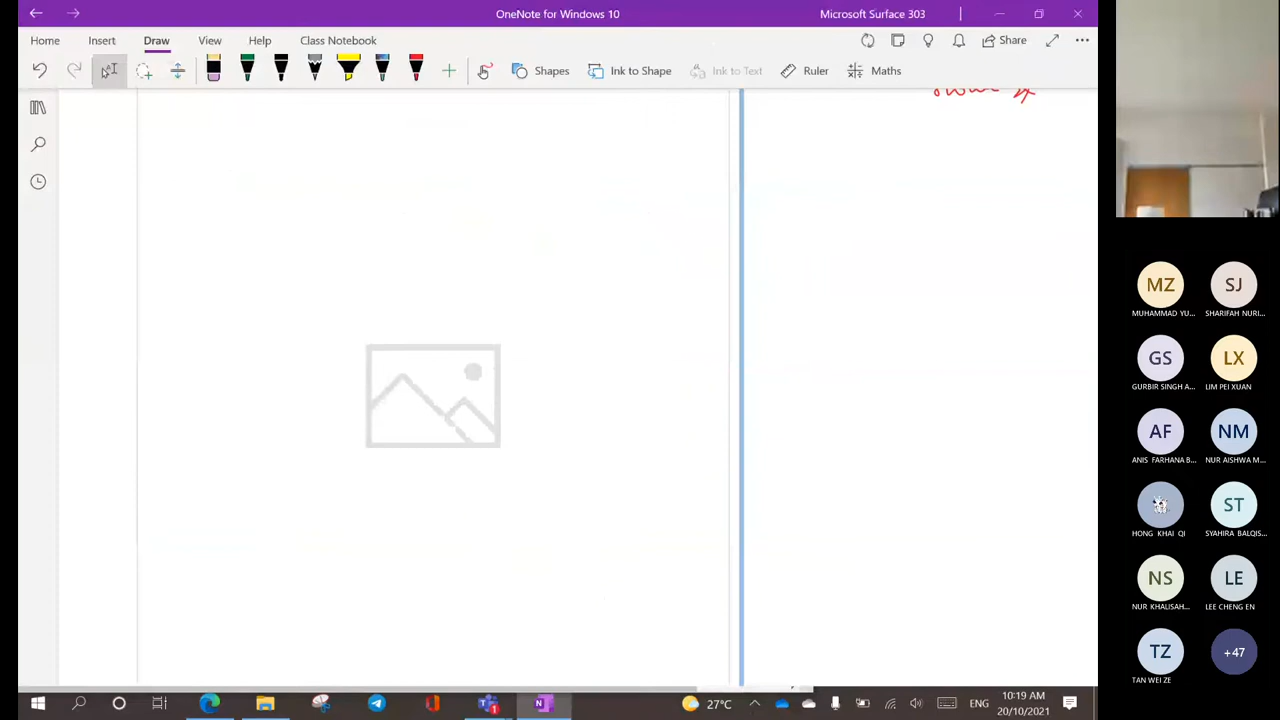 OneNote for Windows 10
Microsoft Surface 303
Home
Insert
Draw
View
Help
Class Notebook
Share
Shapes
Ink to Shape
Ink to Text
Ruler
Maths
MZ
SJ
MUHAMMAD YU...
SHARIFAH NURI...
GS
LX
GURBIR SINGH A...
LIM PEI XUAN
AF
NM
ANIS FARHANA B...
NUR AISHWA M...
ST
HONG KHAI QI
SYAHIRA BALQIS...
NS
LE
NUR KHALISAH...
LEE CHENG EN
TZ
+47
TAN WEI ZE
27°C
ENG
10:19 AM
20/10/2021